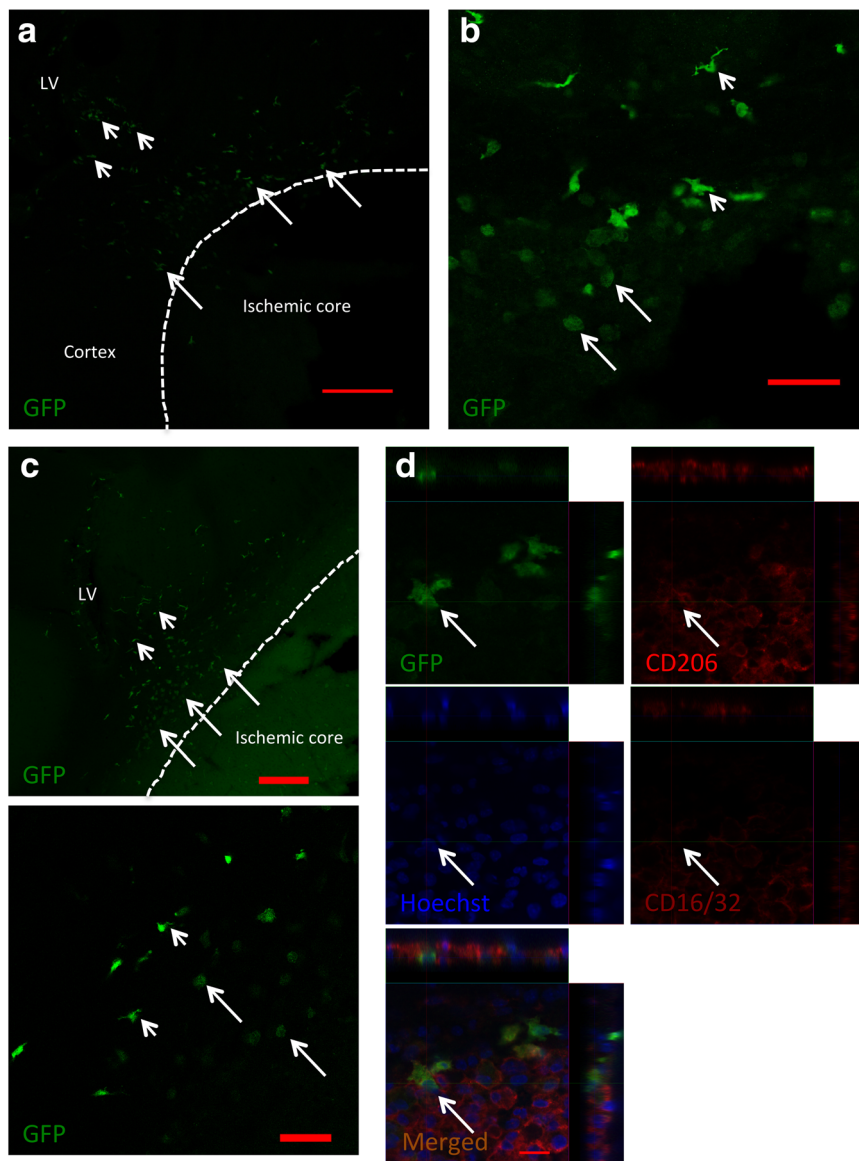 a
LV
Ischemic core
Cortex
GFP
b
GFP
c
LV
Ischemic core
GFP
GFP
d
GFP
CD206
Hoechst
CD16/32
Merged